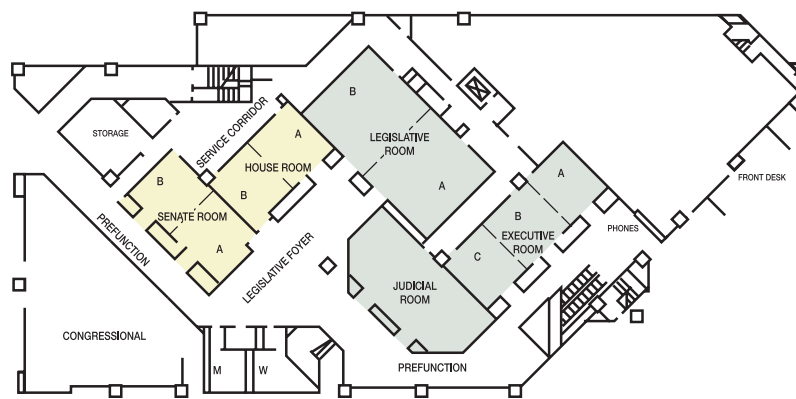 B
LEGISLATIVE
ROOM
A
STORAGE
SERVICE CORRIDOR
A
HOUSE ROOM
B
B
SENATE ROOM
A
A
B
EXECUTIVE
ROOM
C
FRONT DESK
PHONES
PREFUNCTION
LEGISLATIVE FOYER
JUDICIAL
ROOM
CONGRESSIONAL
M
W
PREFUNCTION